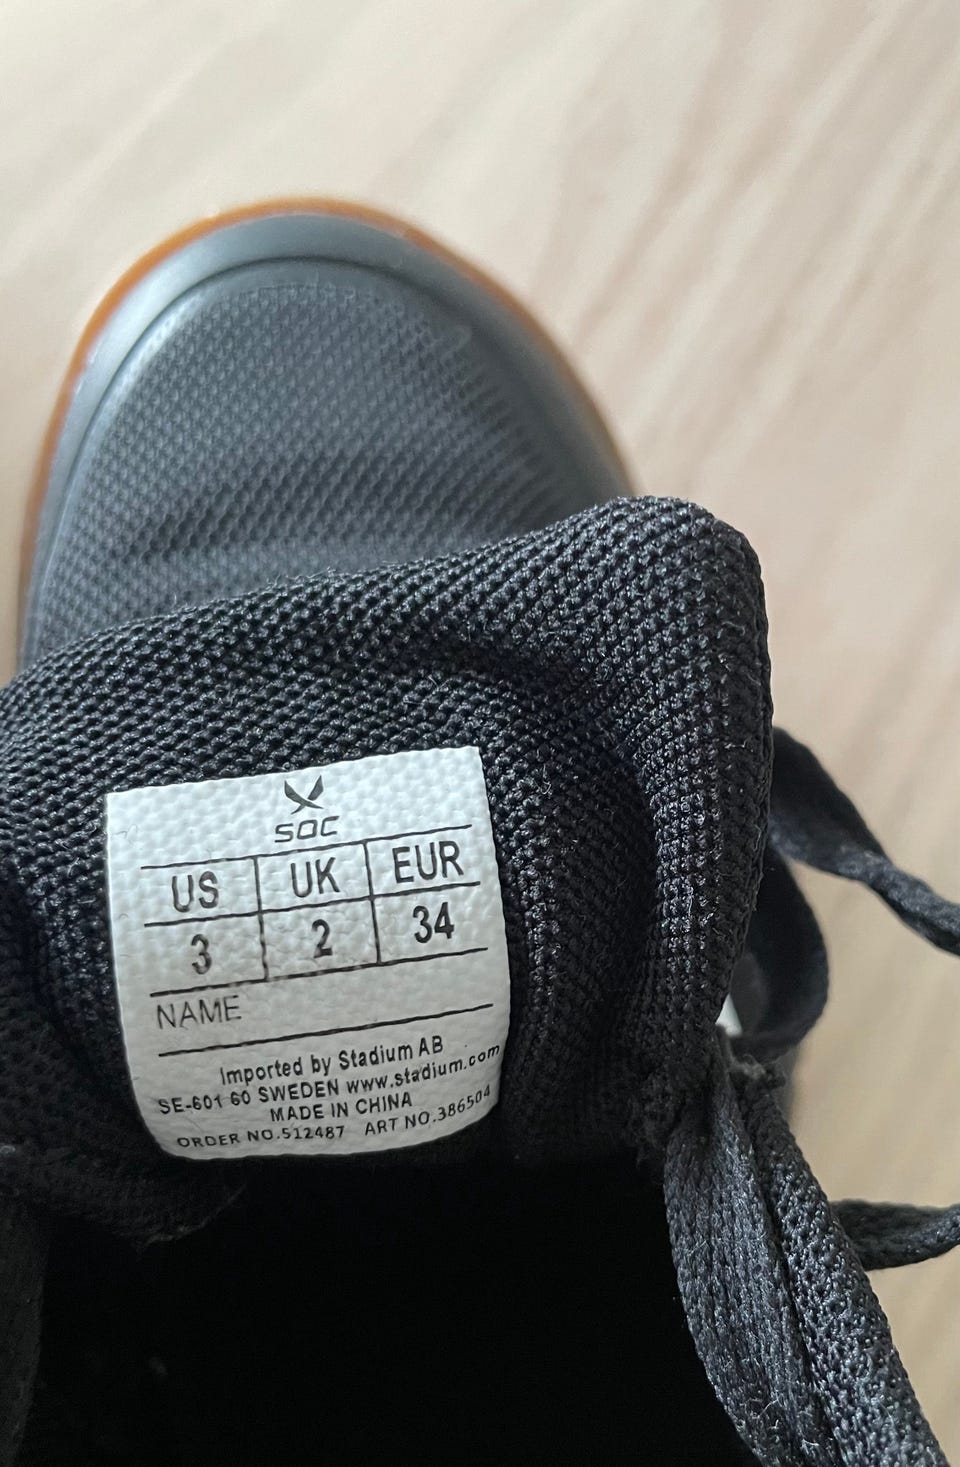 SOC
US UK EUR
3 2 34
NAME
Imported by Stadium AB
SE-601 60 SWEDEN www.stadium.com
MADE IN CHINA
ORDER NO.512487 ART NO.386504